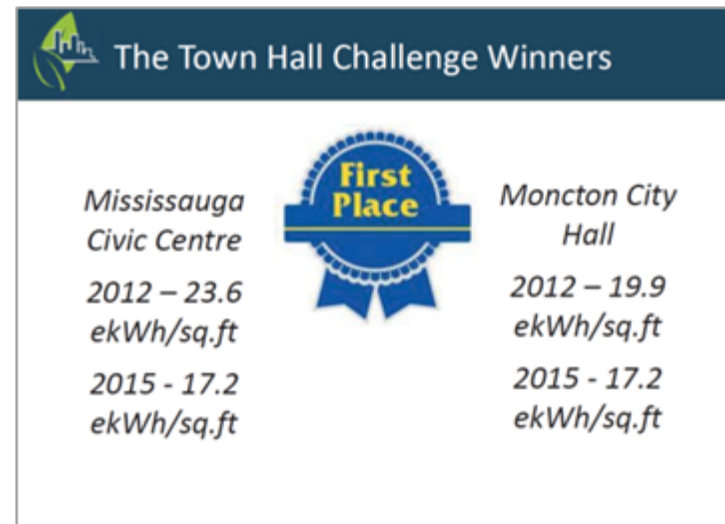 The Town Hall Challenge Winners
Mississauga
Civic Centre
2012 – 23.6
ekWh/sq.ft
2015 - 17.2
ekWh/sq.ft
First
Place
Moncton City
Hall
2012 – 19.9
ekWh/sq.ft
2015 - 17.2
ekWh/sq.ft